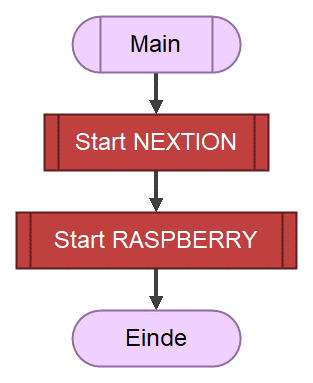 Main
Start NEXTION
Start RASPBERRY
Einde